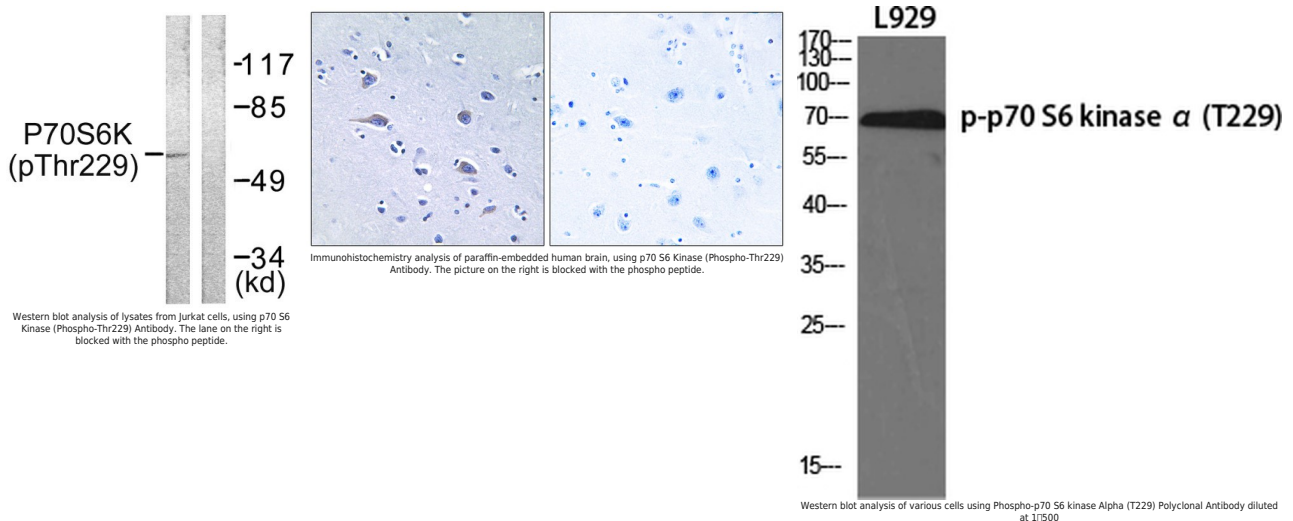 P70S6K
(pThr229)
-117
-85
-49
-34
(kd)
Western blot analysis of lysates from Jurkat cells, using p70 S6
Kinase (Phospho-Thr229) Antibody. The lane on the right is
blocked with the phospho peptide.
Immunohistochemistry analysis of paraffin-embedded human brain, using p70 S6 Kinase (Phospho-Thr229)
Antibody. The picture on the right is blocked with the phospho peptide.
L929
170---
130---
100---
70---
55---
40---
35---
25---
15---
p-p70 S6 kinase α (T229)
Western blot analysis of various cells using Phospho-p70 S6 kinase Alpha (T229) Polyclonal Antibody diluted
at 1▯500